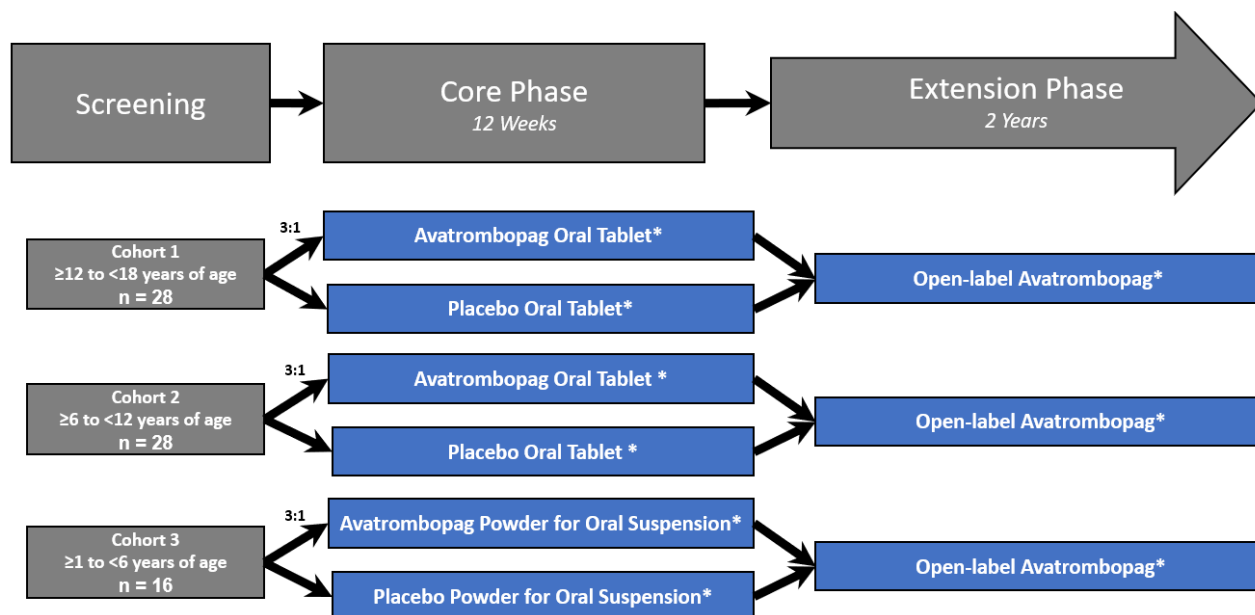 Screening
Core Phase
12 Weeks
Extension Phase
2 Years
Cohort 1
≥12 to <18 years of age
n = 28
3:1
Avatrombopag Oral Tablet*
Placebo Oral Tablet*
Open-label Avatrombopag*
Cohort 2
≥6 to <12 years of age
n = 28
3:1
Avatrombopag Oral Tablet *
Placebo Oral Tablet *
Open-label Avatrombopag*
Cohort 3
≥1 to <6 years of age
n = 16
3:1
Avatrombopag Powder for Oral Suspension*
Placebo Powder for Oral Suspension*
Open-label Avatrombopag*